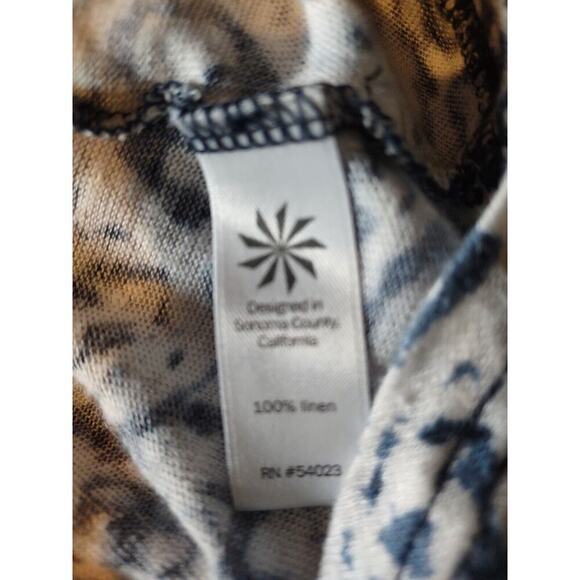 Designed in
Sonoma County,
California
100% linen
RN #54023